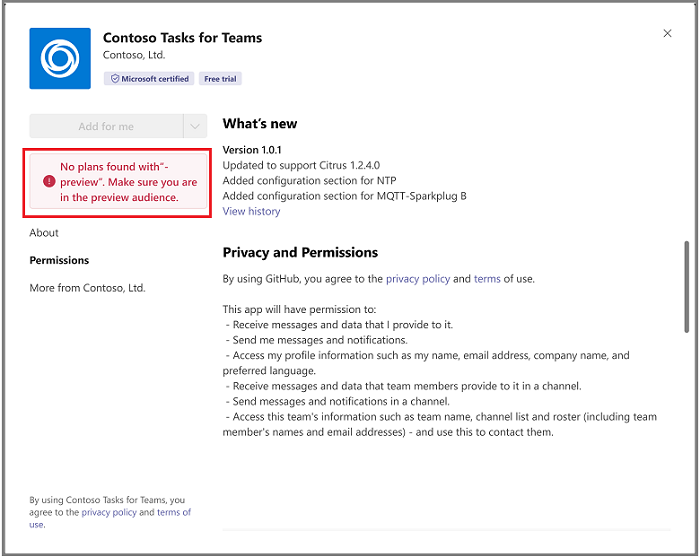 Contoso Tasks for Teams
Contoso, Ltd.
Microsoft certified
Free trial
Add for me
No plans found with"-
preview". Make sure you are
in the preview audience.
About
Permissions
More from Contoso, Ltd.
By using Contoso Tasks for Teams, you
agree to the privacy policy and terms of
use.
What's new
Version 1.0.1
Updated to support Citrus 1.2.4.0
Added configuration section for NTP
Added configuration section for MQTT-Sparkplug B
View history
Privacy and Permissions
By using GitHub, you agree to the privacy policy and terms of use.
This app will have permission to:
- Receive messages and data that I provide to it.
- Send me messages and notifications.
- Access my profile information such as my name, email address, company name, and
preferred language.
- Receive messages and data that team members provide to it in a channel.
- Send messages and notifications in a channel.
- Access this team's information such as team name, channel list and roster (including team
member's names and email addresses) - and use this to contact them.